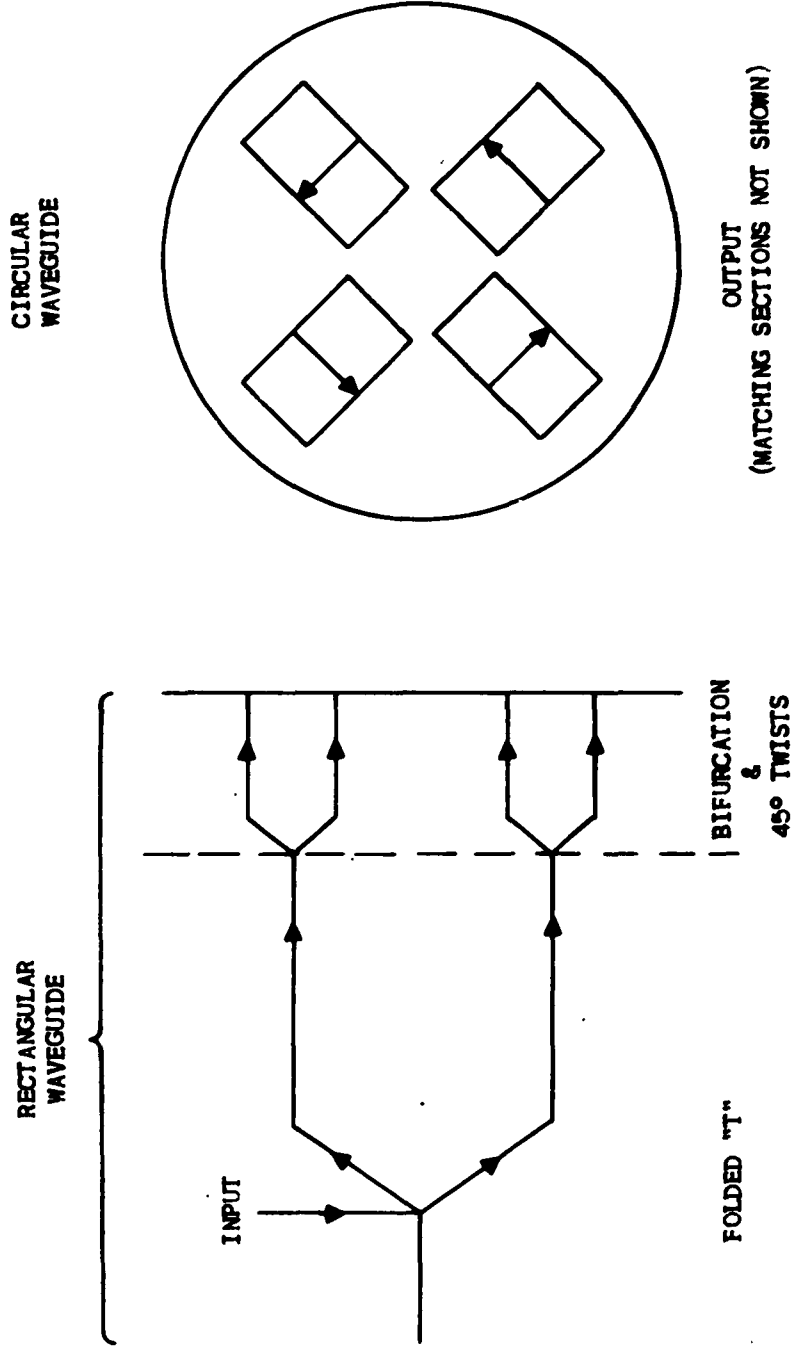 RECTANGULAR
WAVEGUIDE
CIRCULAR
WAVEGUIDE
INPUT
FOLDED "T"
BIFURCATION
&
45° TWISTS
OUTPUT
(MATCHING SECTIONS NOT SHOWN)